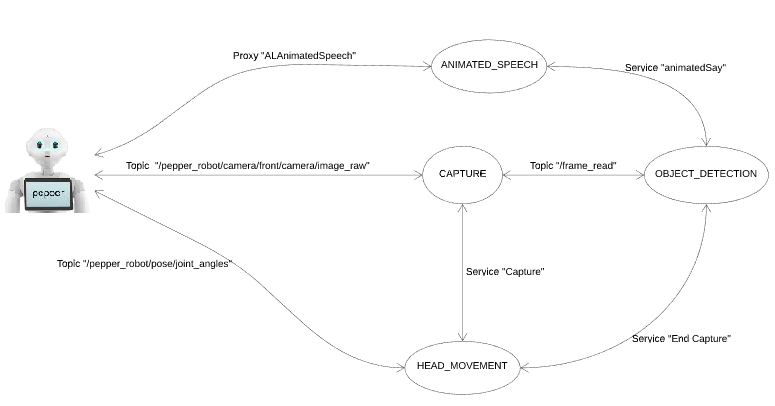 Proxy "ALAnimatedSpeech"
ANIMATED_SPEECH
Service "animatedSay"
Topic "/pepper_robot/camera/front/camera/image_raw"
CAPTURE
Topic "/frame_read"
OBJECT_DETECTION
pepper
Topic "/pepper_robot/pose/joint_angles"
Service "Capture"
Service "End Capture"
HEAD_MOVEMENT